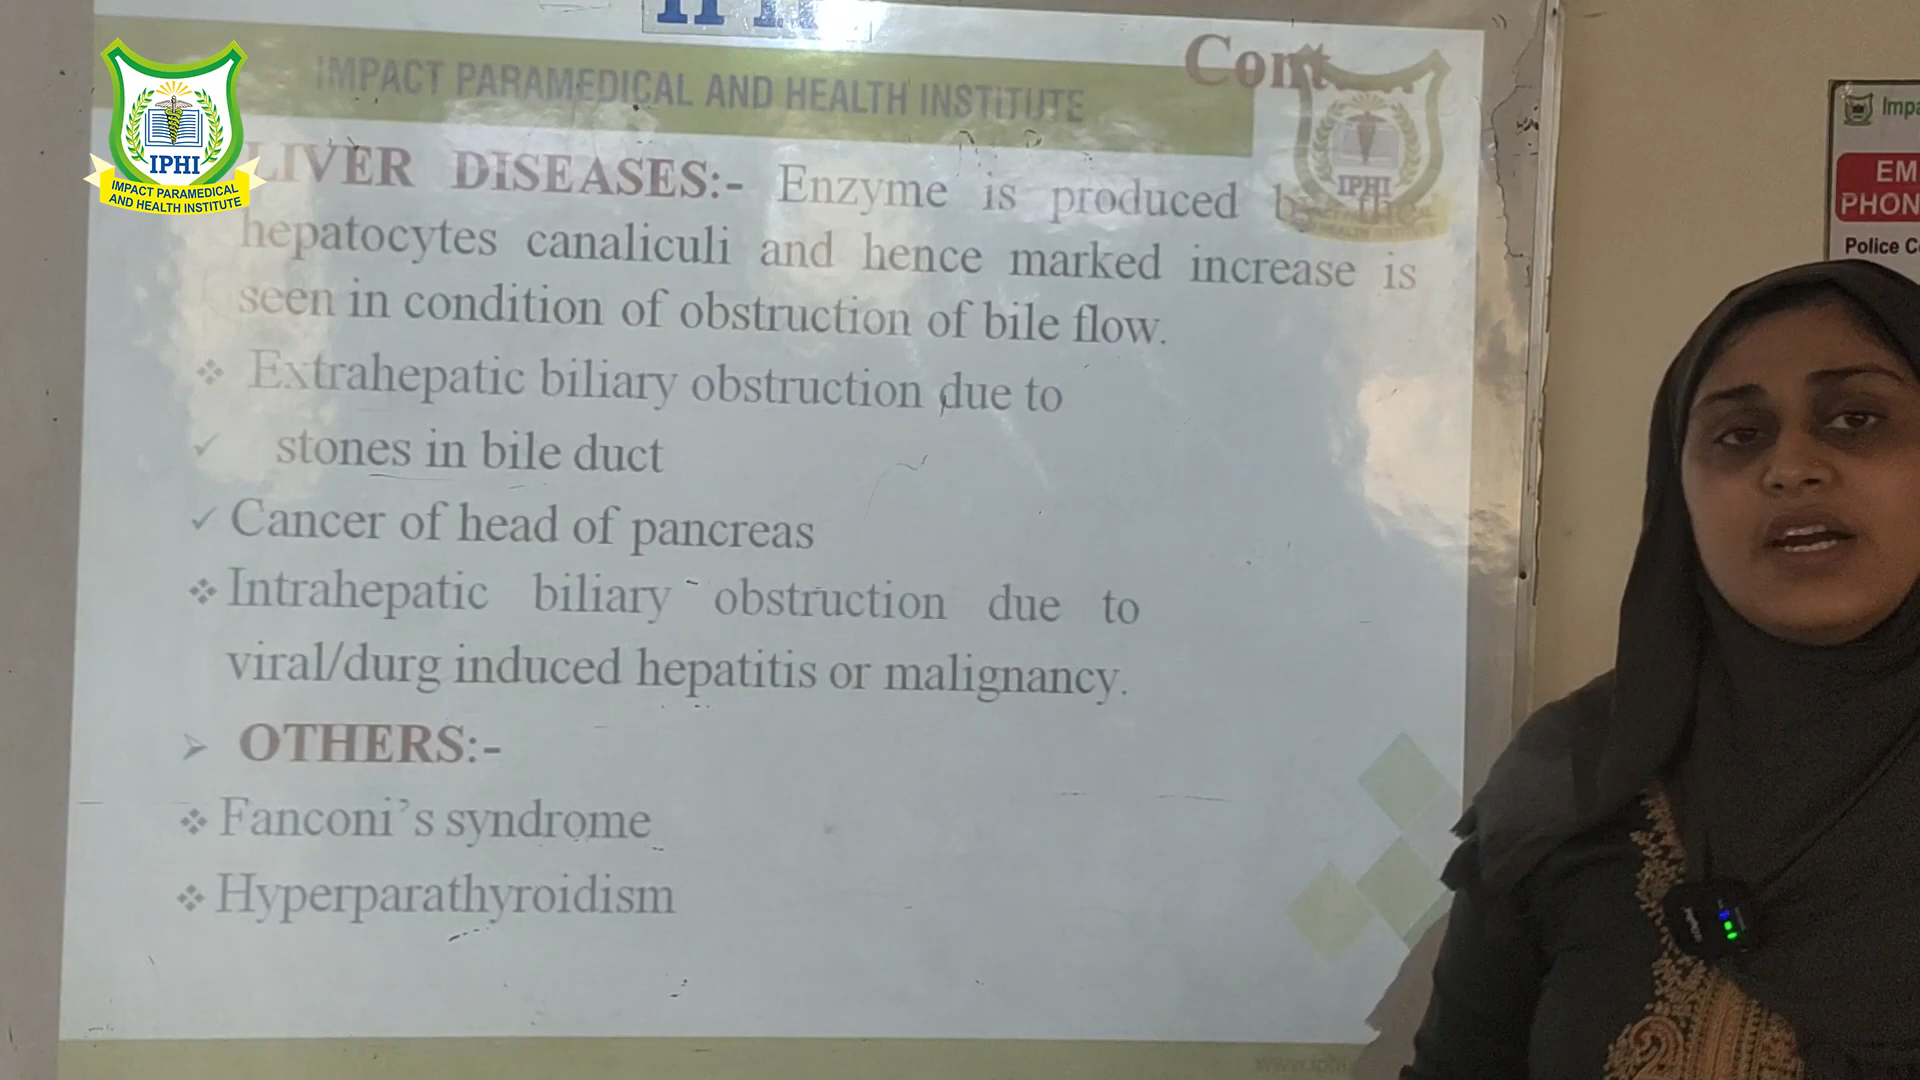 IMPACT PARAMEDICAL AND HEALTH INSTITUTE
IPHI
IMPACT PARAMEDICAL
AND HEALTH INSTITUTE
IPHI
LIVER DISEASES:- Enzyme is produced
hepatocytes canaliculi and hence marked increase is
seen in condition of obstruction of bile flow.
❖ Extrahepatic biliary obstruction due to
✓ stones in bile duct
✓ Cancer of head of pancreas
❖ Intrahepatic biliary obstruction due to
viral/durg induced hepatitis or malignancy.
➢ OTHERS:-
❖ Fanconi's syndrome
❖ Hyperparathyroidism
Police